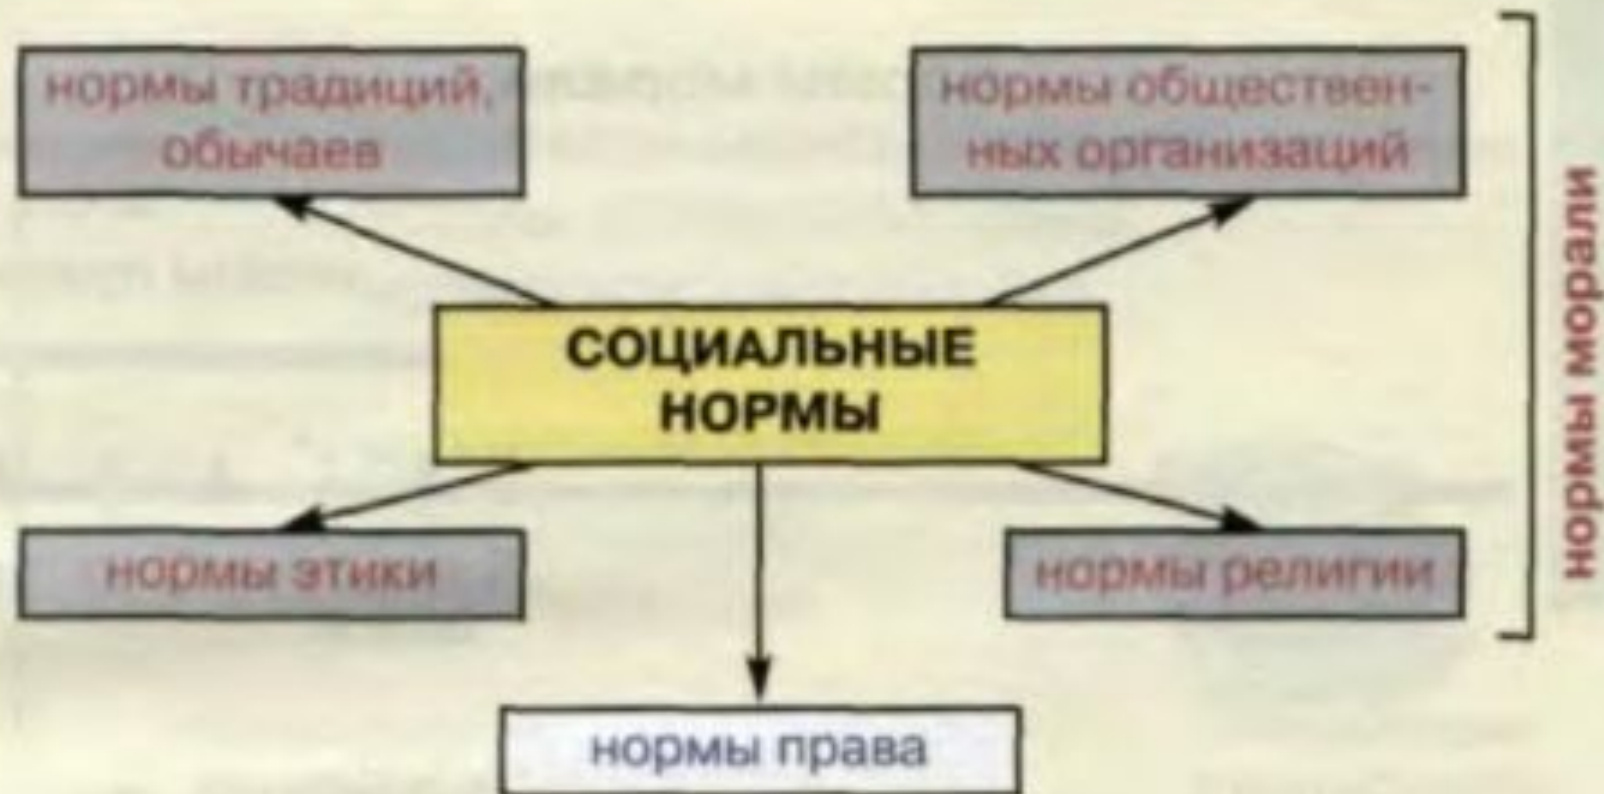 нормы традиций,
обычаев
нормы обществен-
ных организаций
СОЦИАЛЬНЫЕ
НОРМЫ
нормы этики
нормы религии
нормы права
нормы морали